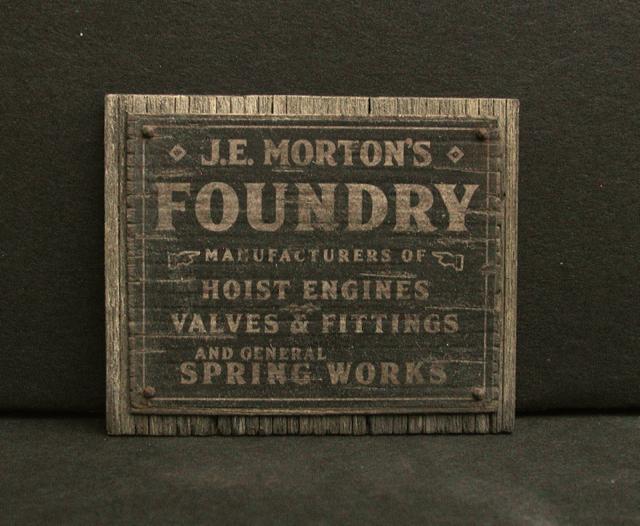 J.E. MORTON'S
FOUNDRY
MANUFACTURERS OF
HOIST ENGINES
VALVES & FITTINGS
AND GENERAL
SPRING WORKS